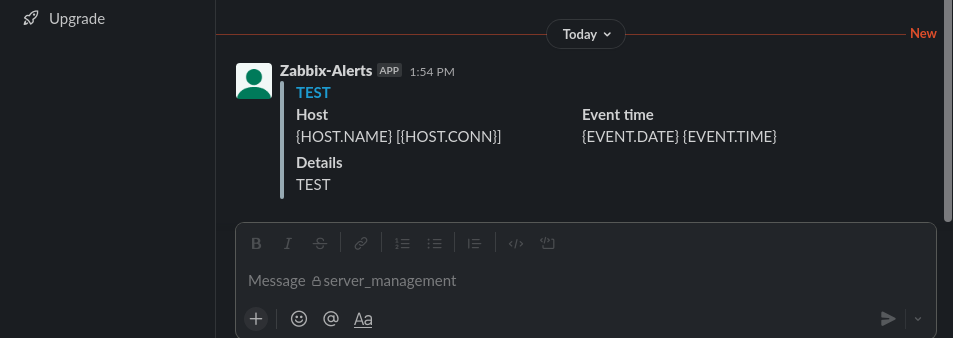 Upgrade
Today
New
Zabbix-Alerts APP 1:54 PM
TEST
Host Event time
{HOST.NAME} [{HOST.CONN}] {EVENT.DATE} {EVENT.TIME}
Details
TEST
B I S
Message server_management
+ @ Aa